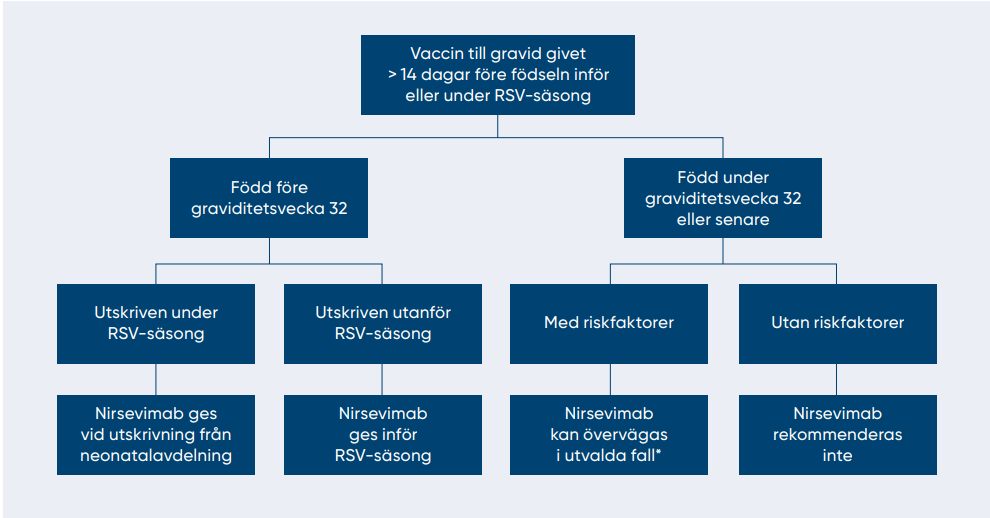 Vaccin till gravid givet
> 14 dagar före födseln inför
eller under RSV-säsong
Född före
graviditetsvecka 32
Född under
graviditetsvecka 32
eller senare
Utskriven under
RSV-säsong
Utskriven utanför
RSV-säsong
Med riskfaktorer
Utan riskfaktorer
Nirsevimab ges
vid utskrivning från
neonatalavdelning
Nirsevimab
ges inför
RSV-säsong
Nirsevimab
kan övervägas
i utvalda fall*
Nirsevimab
rekommenderas
inte